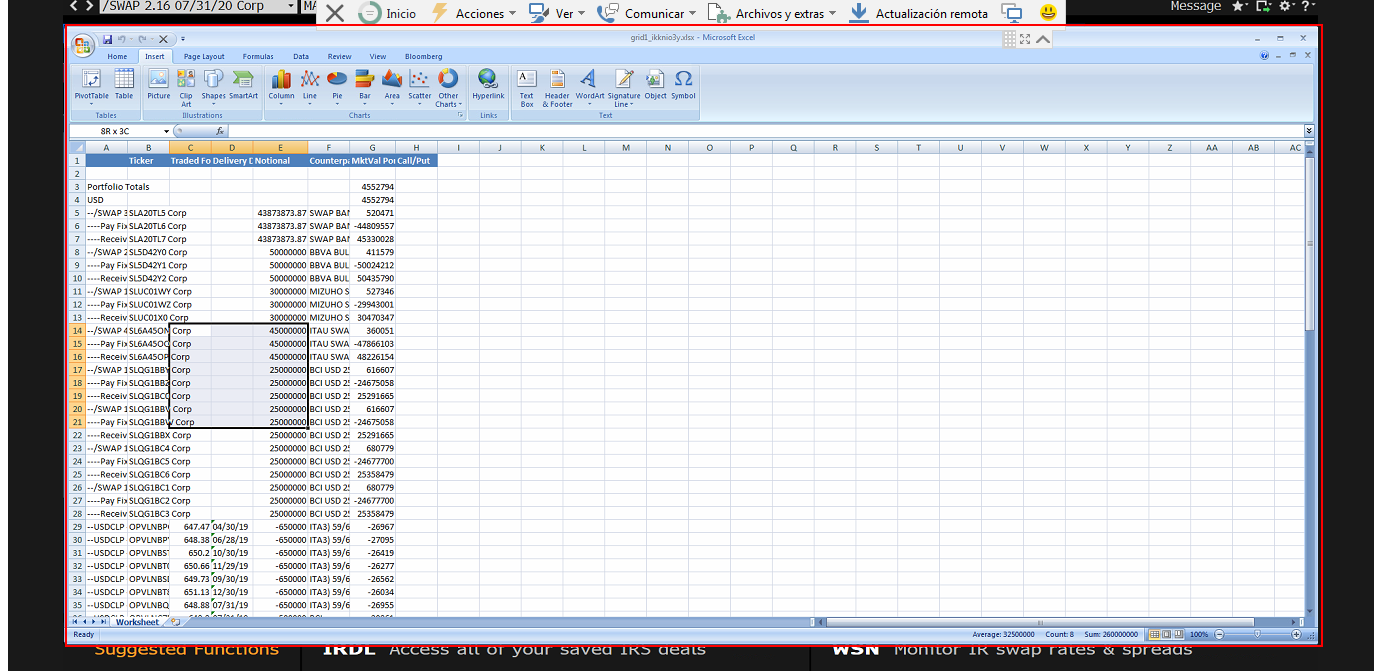 /SWAP 2.16 07/31/20 Corp
Inicio
Acciones
Ver
Comunicar
Archivos y extras
Actualización remota
Message
grid1_ikknio3y.xlsx - Microsoft Excel
Home Insert Page Layout Formulas Data Review View Bloomberg
PivotTable Table Picture Clip Art Shapes SmartArt Column Line Pie Bar Area Scatter Other Charts Hyperlink Text Box Header & Footer WordArt Signature Line Object Symbol
Tables Illustrations Charts Links Text
8R x 3C fx
A B C D E F G H I J K L M N O P Q R S T U V W X Y Z AA AB AC
1 Ticker Traded Fo Delivery D Notional Counterpa MktVal Por Call/Put
2
3 Portfolio Totals 4552794
4 USD 4552794
5 --/SWAP 3 SLA20TL5 Corp 43873873.87 SWAP BAN 520471
6 ----Pay Fix SLA20TL6 Corp 43873873.87 SWAP BAN -44809557
7 ----Receiv SLA20TL7 Corp 43873873.87 SWAP BAN 45330028
8 --/SWAP 2 SL5D42Y0 Corp 50000000 BBVA BUL 411579
9 ----Pay Fix SL5D42Y1 Corp 50000000 BBVA BUL -50024212
10 ----Receiv SL5D42Y2 Corp 50000000 BBVA BUL 50435790
11 --/SWAP 1 SLUC01WY Corp 30000000 MIZUHO S 527346
12 ----Pay Fix SLUC01WZ Corp 30000000 MIZUHO S -29943001
13 ----Receiv SLUC01X0 Corp 30000000 MIZUHO S 30470347
14 --/SWAP 4 SL6A45ON Corp 45000000 ITAU SWA 360051
15 ----Pay Fix SL6A45OO Corp 45000000 ITAU SWA -47866103
16 ----Receiv SL6A45OP Corp 45000000 ITAU SWA 48226154
17 --/SWAP 1 SLQG1BBY Corp 25000000 BCI USD 25 616607
18 ----Pay Fix SLQG1BBZ Corp 25000000 BCI USD 25 -24675058
19 ----Receiv SLQG1BC0 Corp 25000000 BCI USD 25 25291665
20 --/SWAP 1 SLQG1BBV Corp 25000000 BCI USD 25 616607
21 ----Pay Fix SLQG1BBW Corp 25000000 BCI USD 25 -24675058
22 ----Receiv SLQG1BBX Corp 25000000 BCI USD 25 25291665
23 --/SWAP 1 SLQG1BC4 Corp 25000000 BCI USD 25 680779
24 ----Pay Fix SLQG1BC5 Corp 25000000 BCI USD 25 -24677700
25 ----Receiv SLQG1BC6 Corp 25000000 BCI USD 25 25358479
26 --/SWAP 1 SLQG1BC1 Corp 25000000 BCI USD 25 680779
27 ----Pay Fix SLQG1BC2 Corp 25000000 BCI USD 25 -24677700
28 ----Receiv SLQG1BC3 Corp 25000000 BCI USD 25 25358479
29 --USDCLP OPVLNBP 647.47 04/30/19 -650000 ITA3) 59/6 -26967
30 --USDCLP OPVLNBP 648.38 06/28/19 -650000 ITA3) 59/6 -27095
31 --USDCLP OPVLNBS 650.2 10/30/19 -650000 ITA3) 59/6 -26419
32 --USDCLP OPVLNBT 650.66 11/29/19 -650000 ITA3) 59/6 -26277
33 --USDCLP OPVLNBS 649.73 09/30/19 -650000 ITA3) 59/6 -26562
34 --USDCLP OPVLNBT 651.13 12/30/19 -650000 ITA3) 59/6 -26034
35 --USDCLP OPVLNBQ 648.88 07/31/19 -650000 ITA3) 59/6 -26955
Worksheet
Ready Average: 32500000 Count: 8 Sum: 260000000 100%
Suggested Functions IRDL Access all of your saved IRS deals WSN Monitor IR swap rates & spreads